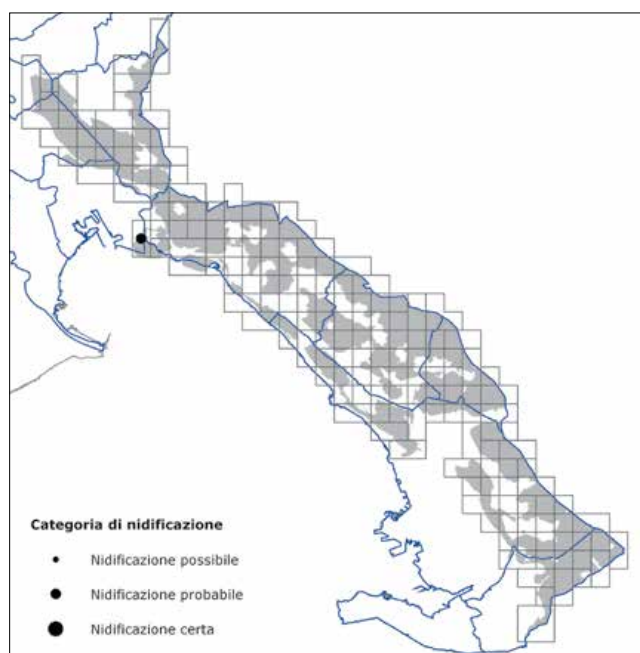 Categoria di nidificazione
Nidificazione possibile
Nidificazione probabile
Nidificazione certa